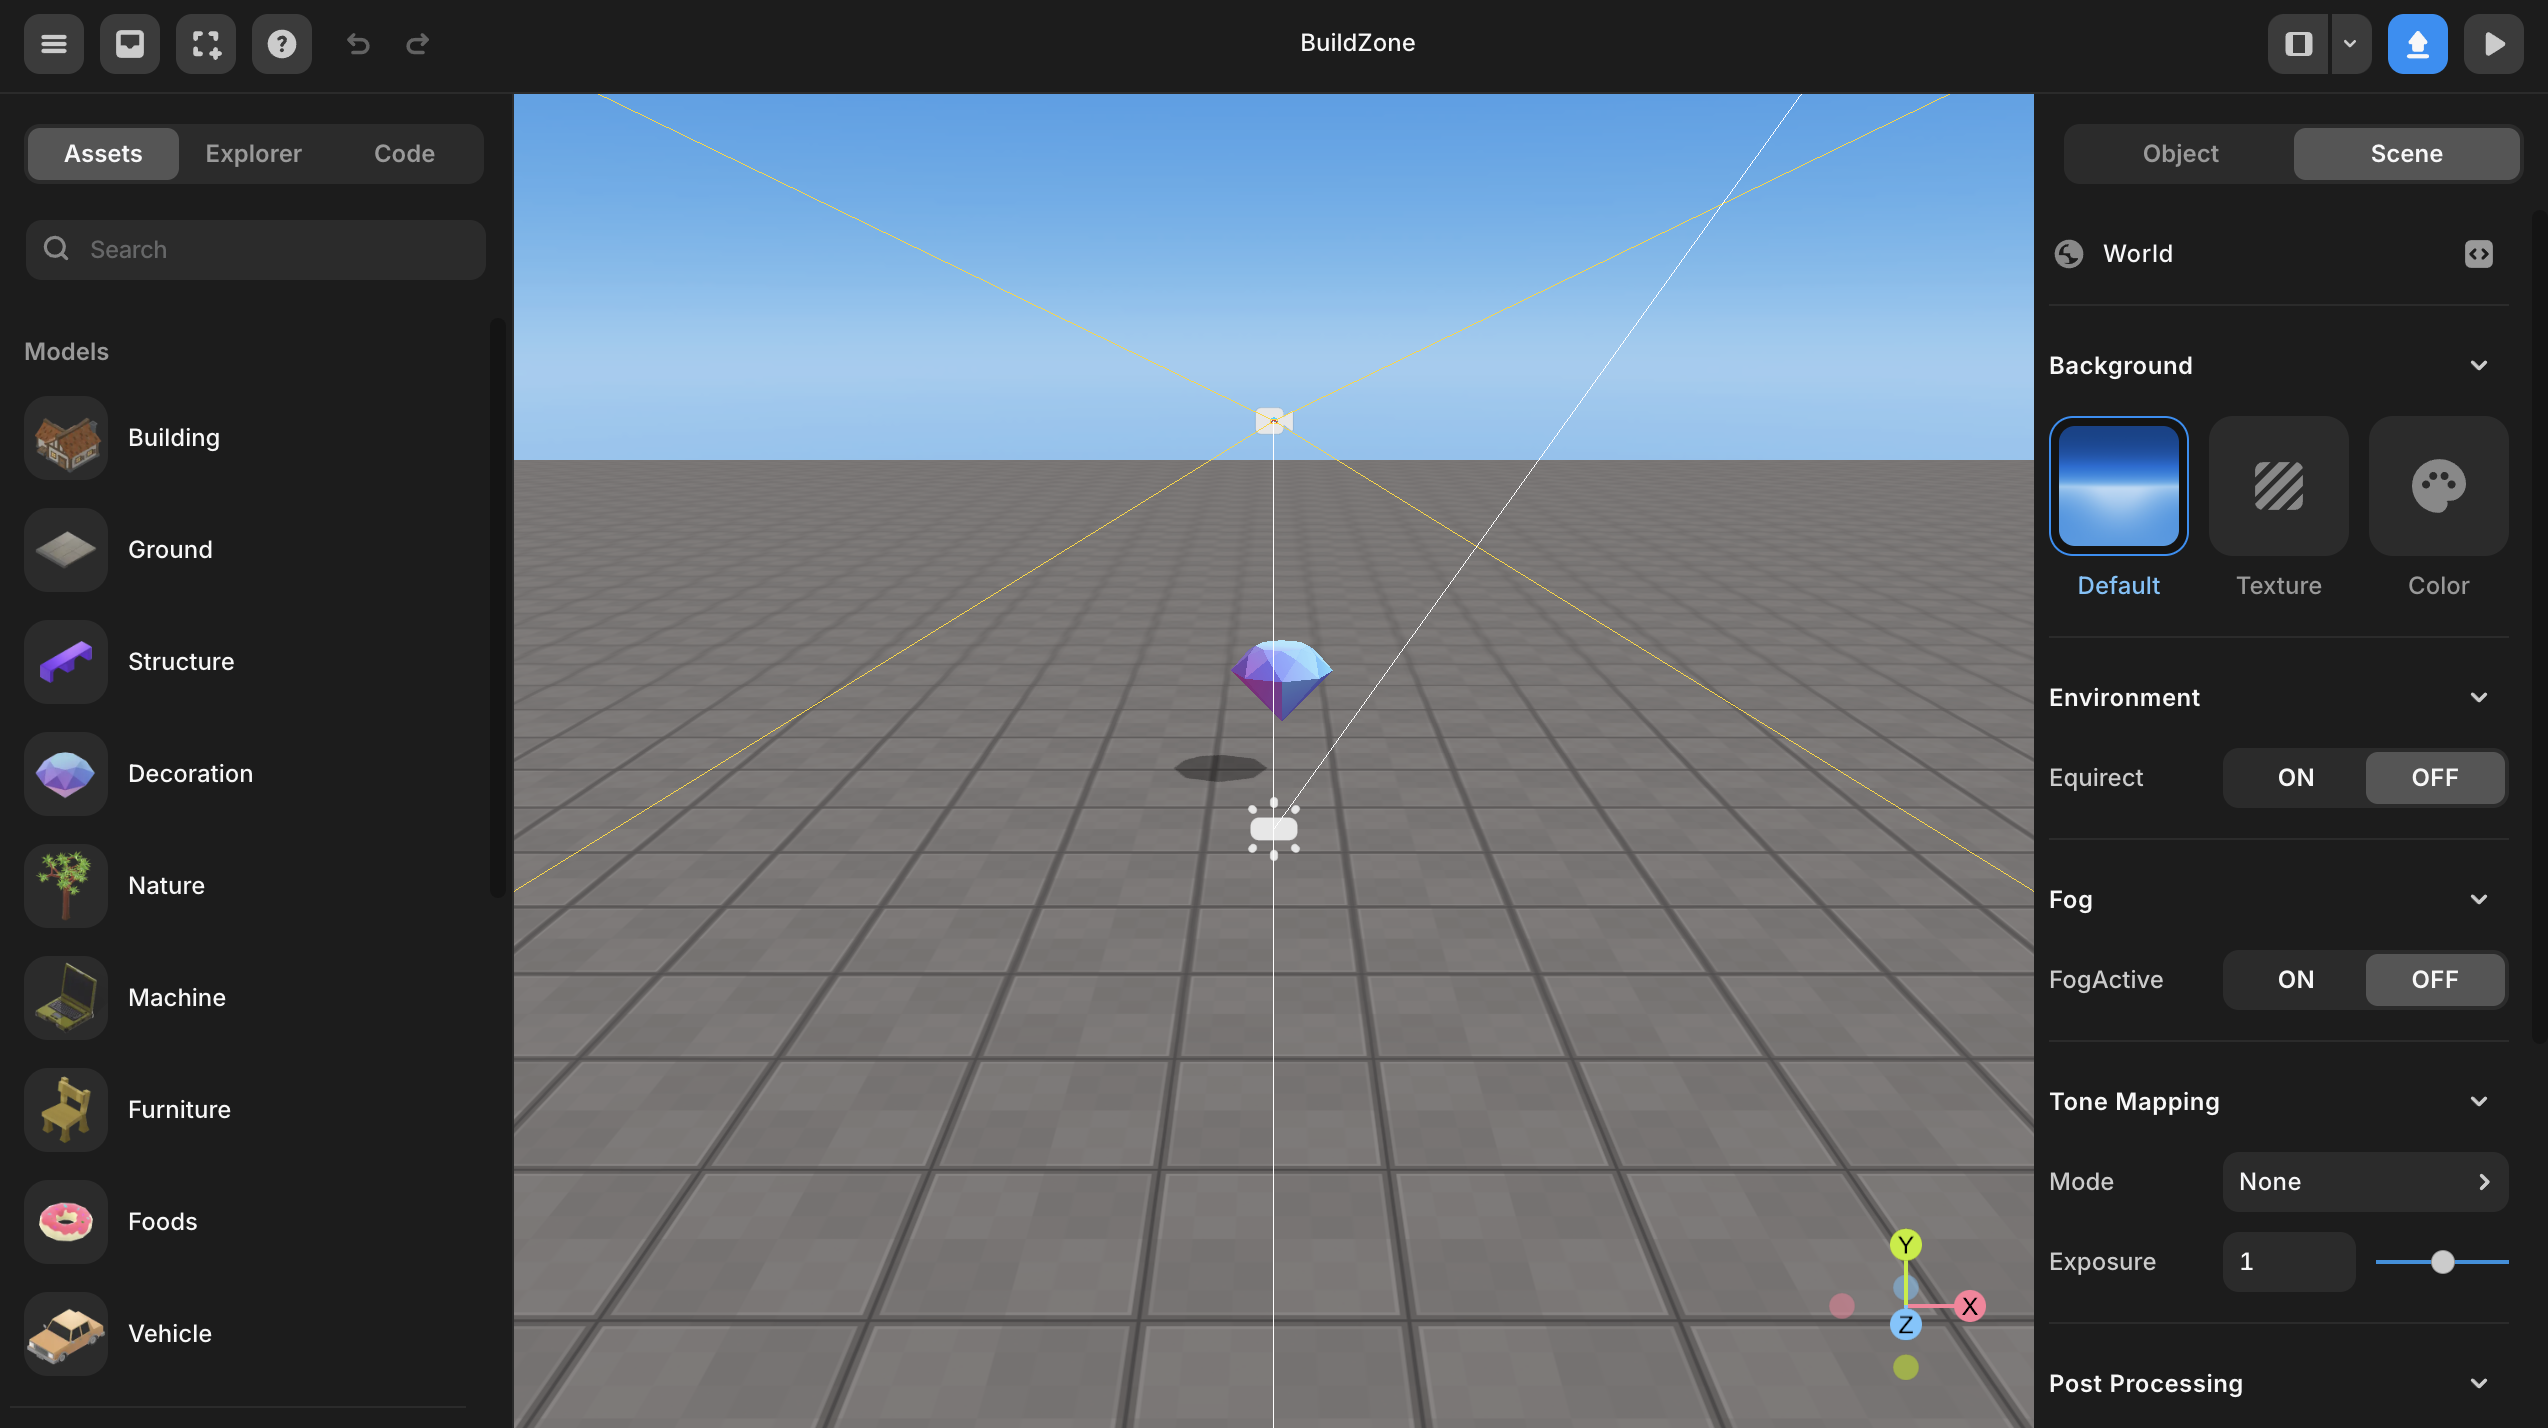 BuildZone
Assets Explorer Code
Search
Models
Building
Ground
Structure
Decoration
Nature
Machine
Furniture
Foods
Vehicle
Y
X
Z
Object Scene
World
Background
Default Texture Color
Environment
Equirect ON OFF
Fog
FogActive ON OFF
Tone Mapping
Mode None
Exposure 1
Post Processing